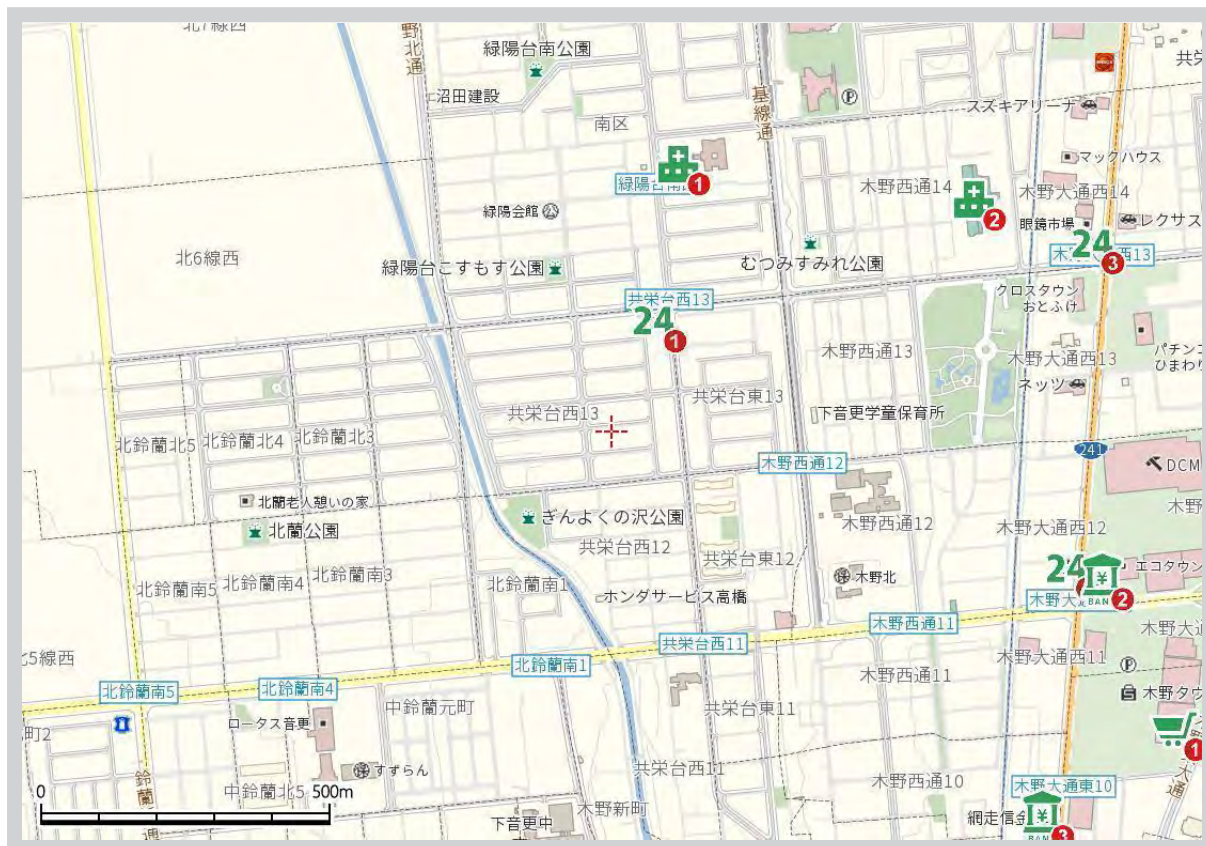 北7線西
野北通
緑陽台南公園
沼田建設
南区
基線通
P
スズキアリーナ
マックハウス
木野西通14
木野大通西14
1
2
緑陽会館
公
眼鏡市場
レクサス
北6線西
緑陽台こすもす公園
むつみすみれ公園
24
3
共栄台西13
24
1
クロスタウン
おとふけ
木野西通13
木野大通西13
ネッツ
パチンコ
共栄台東13
共栄台西13
下音更学童保育所
北鈴蘭北5
北鈴蘭北4
北鈴蘭北3
木野西通12
241
DCM
北蘭老人憩いの家
北蘭公園
ぎんよくの沢公園
木野西通12
木野大通西12
共栄台西12
共栄台東12
北鈴蘭南5
北鈴蘭南4
北鈴蘭南3
北鈴蘭南1
木野北
24
¥
BANK
2
エコタウン
ホンダサービス高橋
木野西通11
共栄台西11
木野大通西11
北鈴蘭南1
木野西通11
P
北鈴蘭南5
北鈴蘭南4
中鈴蘭元町
共栄台東11
木野タウ
ロータス音更
町2
すずらん
共栄台西11
1
大通
鈴蘭
通
中鈴蘭北5
木野西通10
木野大通東10
0
500m
木野新町
下音更中
網走信金
¥
3